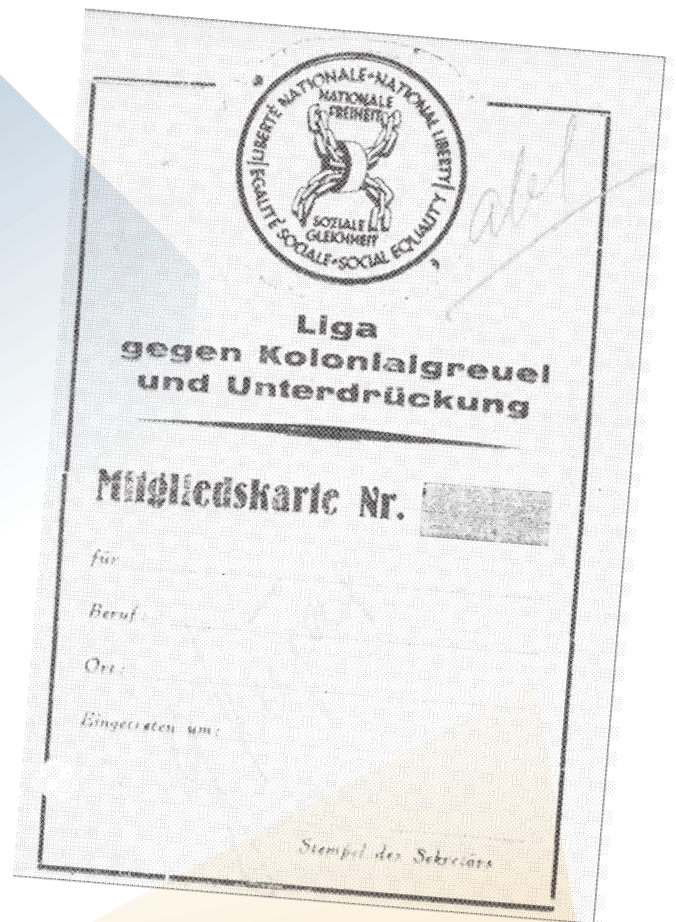 LIBERTÉ NATIONALE • NATIONAL LIBERTY
NATIONALE
FREIHEIT
SOZIALE
GLEICHHEIT
ÉGALITÉ SOCIALE • SOCIAL EQUALITY
Liga
gegen Kolonialgreuel
und Unterdrückung
Mitgliedskarte Nr.
für
Beruf:
Ort:
Eingetreten am:
Stempel des Sekretärs